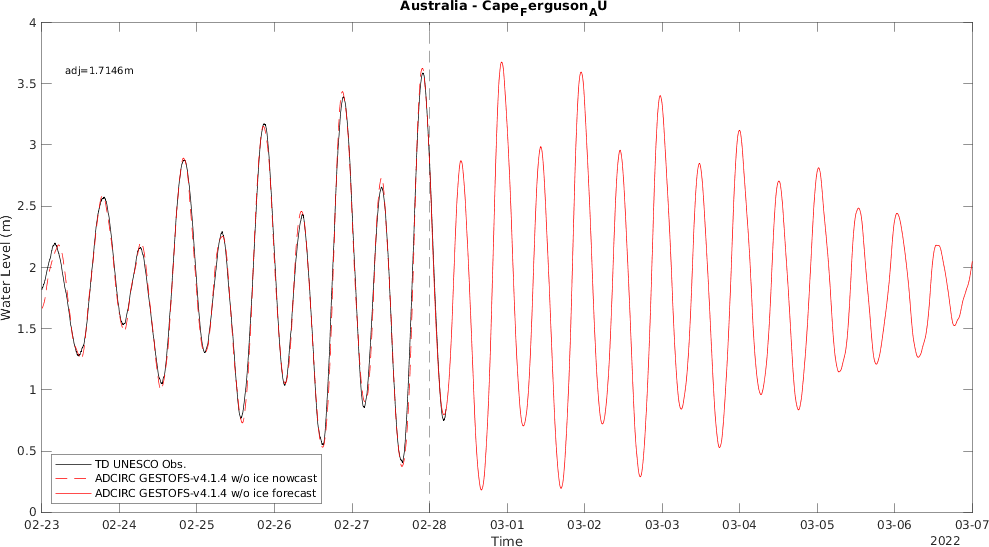 Australia - Cape_Ferguson_AU
adj=1.7146m
Water Level (m)
4
3.5
3
2.5
2
1.5
1
0.5
0
TD UNESCO Obs.
ADCIRC GESTOFS-v4.1.4 w/o ice nowcast
ADCIRC GESTOFS-v4.1.4 w/o ice forecast
02-23 02-24 02-25 02-26 02-27 02-28 03-01 03-02 03-03 03-04 03-05 03-06 03-07
Time
2022